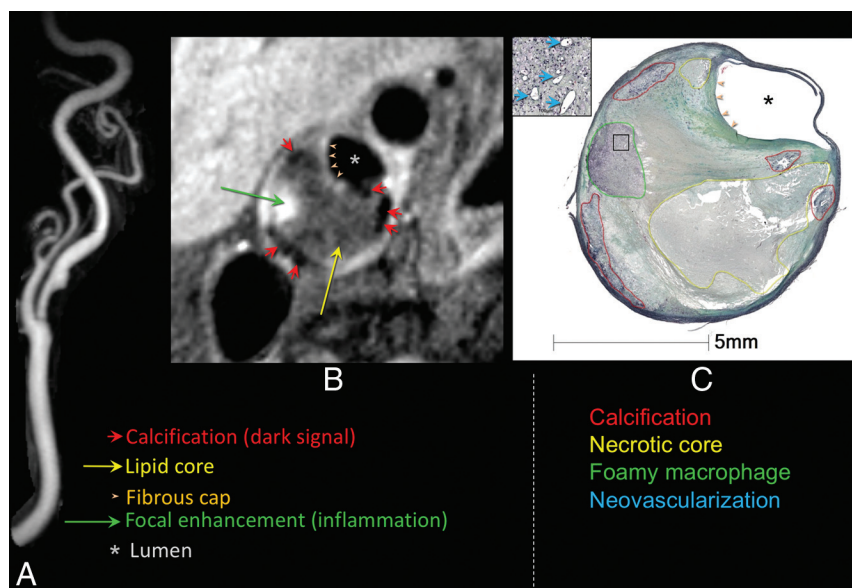 *
*
5mm
B
C
Calcification (dark signal)
Lipid core
Fibrous cap
Focal enhancement (inflammation)
* Lumen
A
Calcification
Necrotic core
Foamy macrophage
Neovascularization